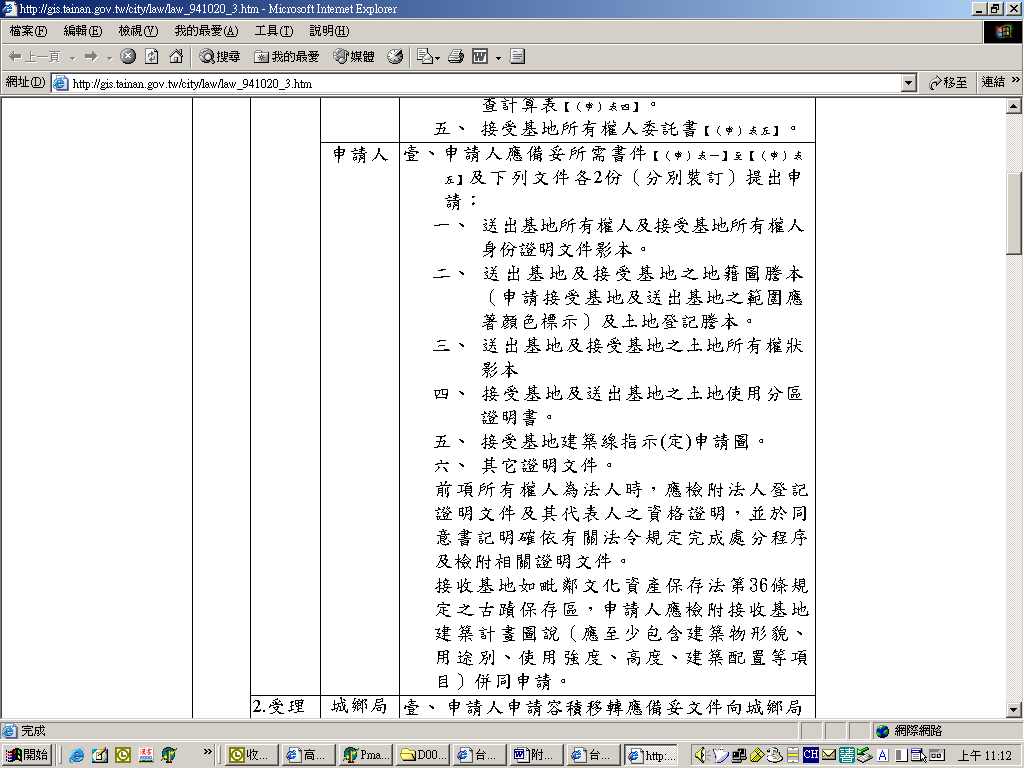 http://gis.tainan.gov.tw/city/law/law_941020_3.htm - Microsoft Internet Explorer
檔案(F) 編輯(E) 檢視(V) 我的最愛(A) 工具(T) 說明(H)
上一頁 搜尋 我的最愛 媒體
網址(D) http://gis.tainan.gov.tw/city/law/law_941020_3.htm 移至 連結 »
查計算表【(申)表四】。
五、 接受基地所有權人委託書【(申)表五】。
申請人 壹、申請人應備妥所需書件【(申)表一】至【(申)表
五】及下列文件各2份（分別裝訂）提出申
請：
一、 送出基地所有權人及接受基地所有權人
身份證明文件影本。
二、 送出基地及接受基地之地藉圖謄本
（申請接受基地及送出基地之範圍應
著顏色標示）及土地登記謄本。
三、 送出基地及接受基地之土地所有權狀
影本
四、 接受基地及送出基地之土地使用分區
證明書。
五、 接受基地建築線指示(定)申請圖。
六、 其它證明文件。
前項所有權人為法人時，應檢附法人登記
證明文件及其代表人之資格證明，並於同
意書記明確依有關法令規定完成處分程序
及檢附相關證明文件。
接收基地如毗鄰文化資產保存法第36條規
定之古蹟保存區，申請人應檢附接收基地
建築計畫圖說（應至少包含建築物形貌、
用途別、使用強度、高度、建築配置等項
目）併同申請。
2.受理 城鄉局 壹、申請人申請容積移轉應備妥文件向城鄉局
完成 網際網路
開始 » 收... 高... Pma... D00... 台... 附... 台... http:... CH 上午 11:12